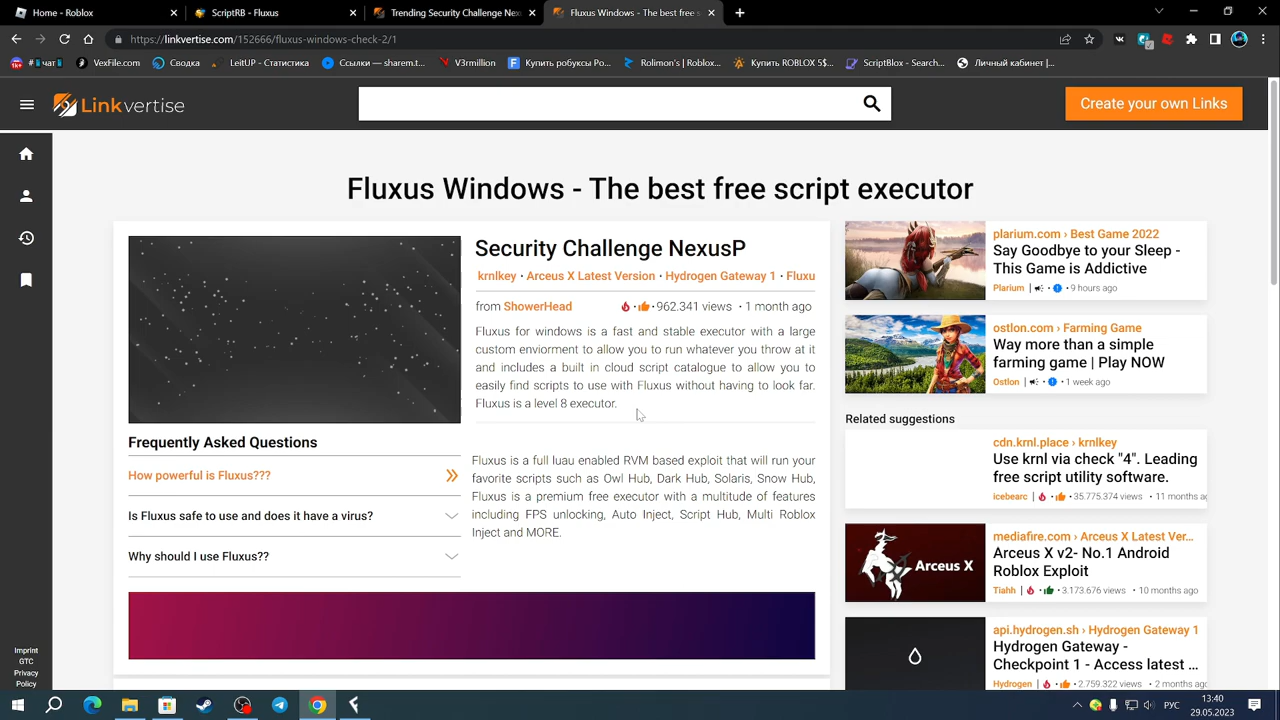 Home - Roblox
ScriptRB - Fluxus
Trending Security Challenge Nex
Fluxus Windows
https://linkvertise.com/152666/fluxus-windows-check-2/1
VexFile.com
Сводка
LeitUP - Статистика
Ссылки — sharem.t...
V3rmillion
Купить робуксы Ро...
Rolimon's | Roblox...
Купить ROBLOX 5$...
ScriptBlox - Search...
Личный кабинет |...
Linkvertise
Create your own Links
Fluxus Windows - The best free script executor
Security Challenge NexusP
krnlkey · Arceus X Latest Version · Hydrogen Gateway 1 · Fluxu
from ShowerHead
962.341 views · 1 month ago
Fluxus for windows is a fast and stable executor with a large
custom enviorment to allow you to run whatever you throw at it
and includes a built in cloud script catalogue to allow you to
easily find scripts to use with Fluxus without having to look far.
Fluxus is a level 8 executor.
Frequently Asked Questions
How powerful is Fluxus???
Is Fluxus safe to use and does it have a virus?
Why should I use Fluxus??
Fluxus is a full luau enabled RVM based exploit that will run your
favorite scripts such as Owl Hub, Dark Hub, Solaris, Snow Hub,
Fluxus is a premium free executor with a multitude of features
including FPS unlocking, Auto Inject, Script Hub, Multi Roblox
Inject and MORE.
plarium.com › Best Game 2022
Say Goodbye to your Sleep -
This Game is Addictive
Plarium | · · 9 hours ago
ostlon.com › Farming Game
Way more than a simple
farming game | Play NOW
Ostlon | · · 1 week ago
Related suggestions
cdn.krnl.place › krnlkey
Use krnl via check "4". Leading
free script utility software.
icebearc | · 35.775.374 views · 11 months ag
Arceus X
mediafire.com › Arceus X Latest Ver...
Arceus X v2- No.1 Android
Roblox Exploit
Tiahh | · 3.173.676 views · 10 months ago
api.hydrogen.sh › Hydrogen Gateway 1
Hydrogen Gateway -
Checkpoint 1 - Access latest ...
Hydrogen | · 2.759.322 views · 2 months ag
Imprint
GTC
Privacy
Policy
РУС
13:40
29.05.2023